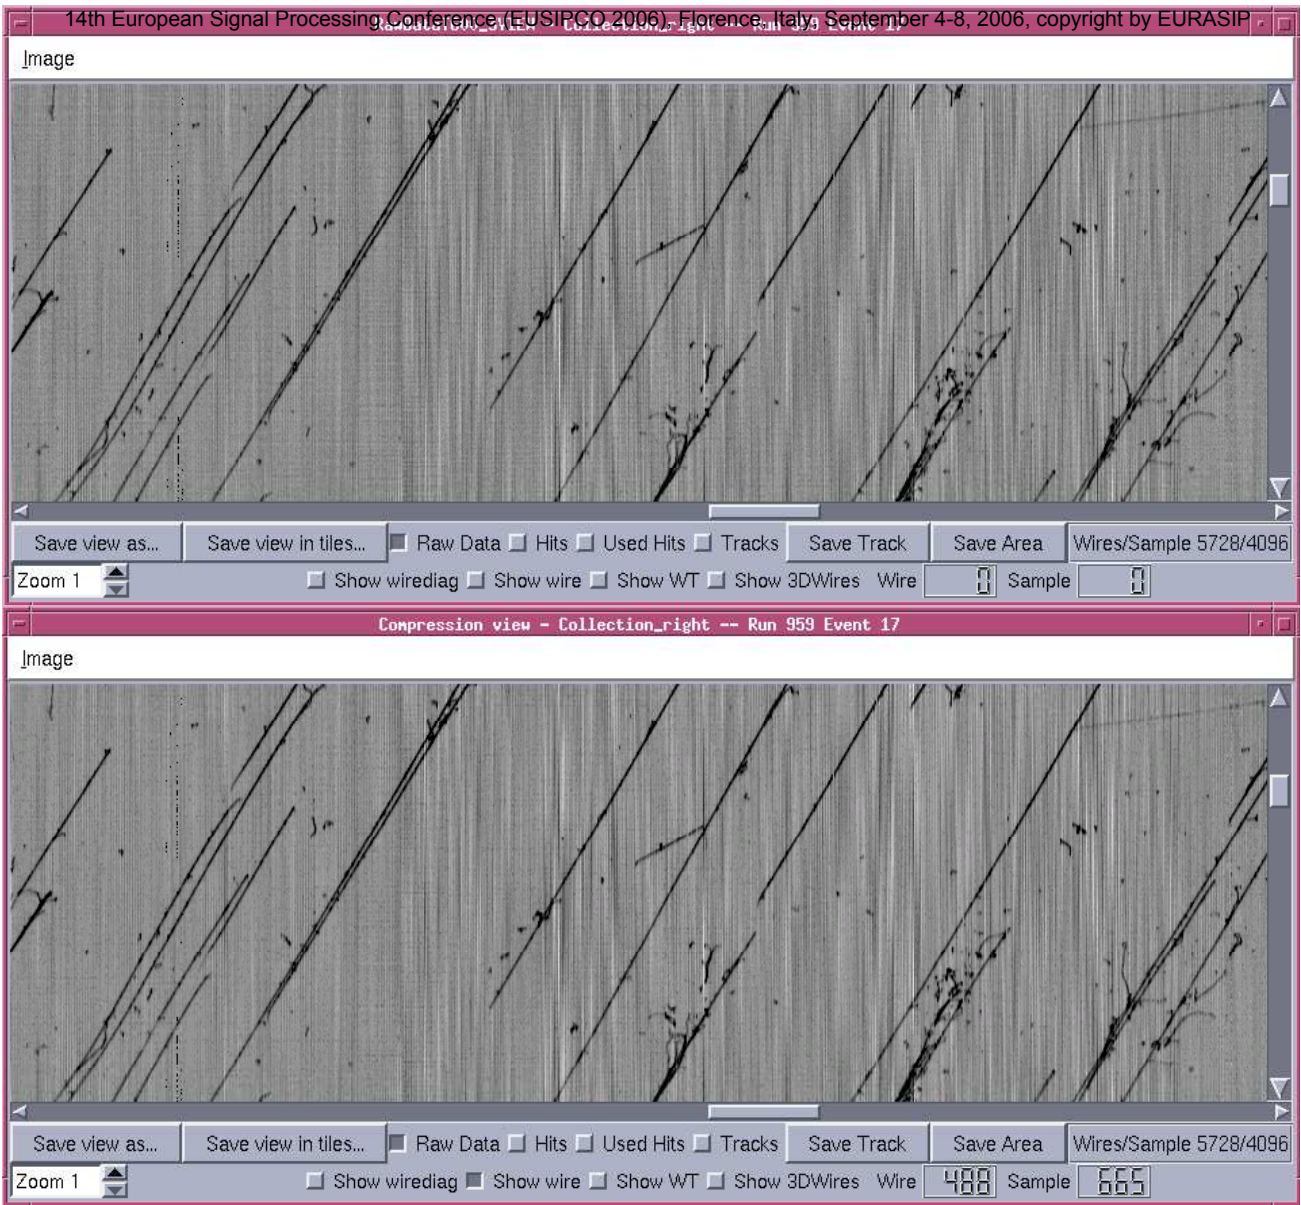 14th European Signal Processing Conference (EUSIPCO 2006), Florence, Italy, September 4-8, 2006, copyright by EURASIP
Collection_right -- Run 959 Event 17
Image
Save view as... Save view in tiles... Raw Data Hits Used Hits Tracks Save Track Save Area Wires/Sample 5728/4096
Zoom 1 Show wirediag Show wire Show WT Show 3DWires Wire 0 Sample 0
Compression view - Collection_right -- Run 959 Event 17
Image
Save view as... Save view in tiles... Raw Data Hits Used Hits Tracks Save Track Save Area Wires/Sample 5728/4096
Zoom 1 Show wirediag Show wire Show WT Show 3DWires Wire 488 Sample 665